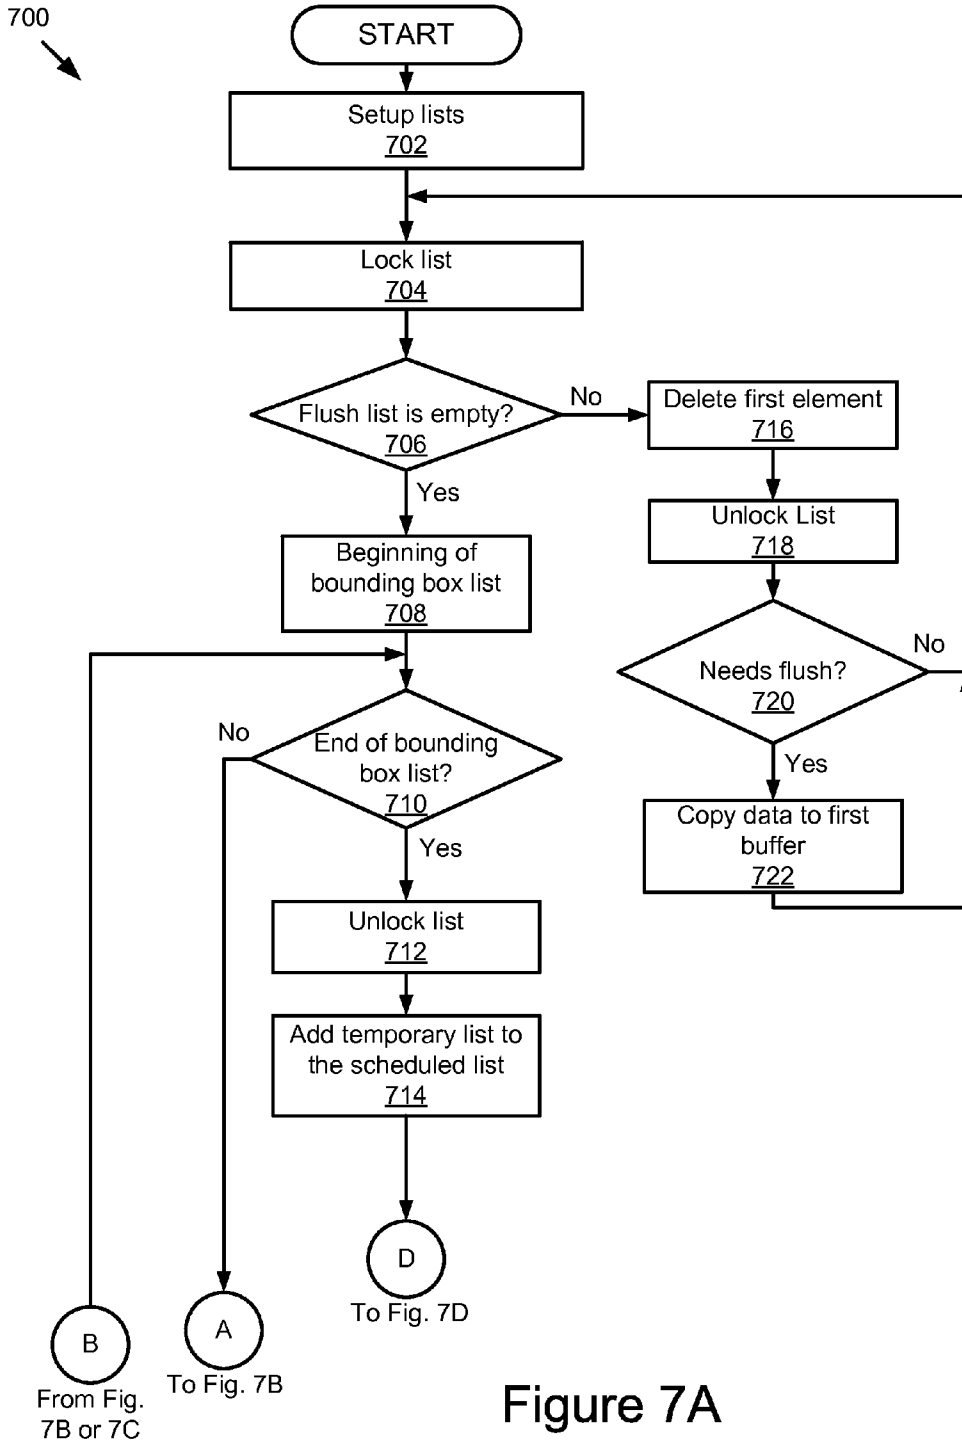 700
START
Setup lists
702
Lock list
704
Flush list is empty?
706
No
Delete first element
716
Yes
Unlock List
718
Beginning of
bounding box list
708
Needs flush?
720
No
No
End of bounding
box list?
710
Yes
Yes
Copy data to first
buffer
722
Unlock list
712
Add temporary list to
the scheduled list
714
D
To Fig. 7D
B
From Fig.
7B or 7C
A
To Fig. 7B
Figure 7A